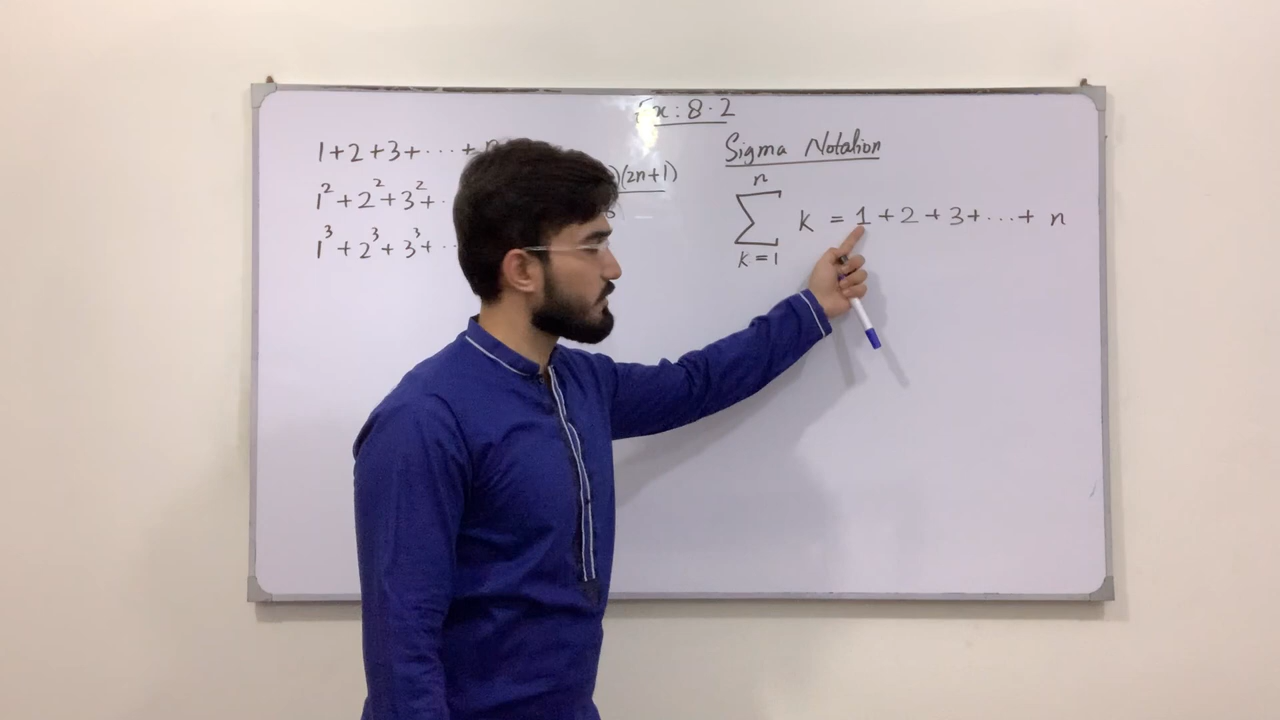 Ex: 8.2
1+2+3+ ··· +
1² + 2² + 3² + ·
)(2n+1)
6
1³ + 2³ + 3³ + ··
Sigma Notation
n
∑ k = 1 + 2 + 3 + ... + n
k = 1